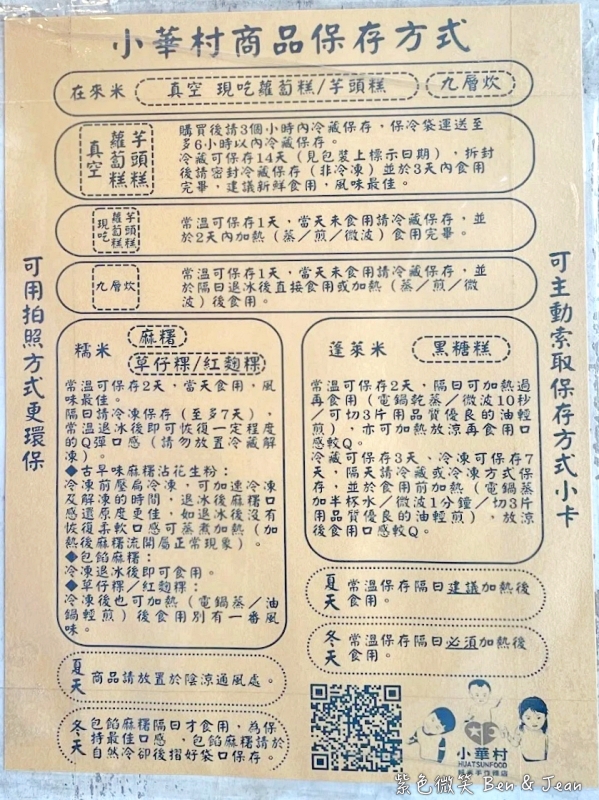 小華村商品保存方式
在來米 真空 現吃蘿蔔糕/芋頭糕 九層炊
真空 蘿蔔糕 芋頭糕
購買後請3個小時內冷藏保存，保冷袋運送至
多6小時以內冷藏保存。
冷藏可保存14天（見包裝上標示日期），拆封
後請密封冷藏保存（非冷凍）並於3天內食用
完畢，建議新鮮食用，風味最佳。
現吃 蘿蔔糕 芋頭糕
常溫可保存1天，當天未食用請冷藏保存，並
於2天內加熱（蒸／煎／微波）食用完畢。
九層炊
常溫可保存1天，當天未食用請冷藏保存，並
於隔日退冰後直接食用或加熱（蒸／煎／微
波）後食用。
可用拍照方式更環保
糯米 麻糬
草仔粿/紅麴粿
常溫可保存2天，當天食用，風
味最佳。
隔日請冷凍保存（至多7天），
常溫退冰後即可恢復一定程度
的Q彈口感（請勿放置冷藏解
凍）。
◆古早味麻糬沾花生粉：
冷凍前壓扁冷凍，可加速冷凍
及解凍的時間，退冰後麻糬口
感還原度更佳，如退冰後沒有
恢復柔軟口感可蒸煮加熱（加
熱後麻糬流開屬正常現象）。
◆包餡麻糬：
冷凍退冰後即可食用。
◆草仔粿／紅麴粿：
冷凍後也可加熱（電鍋蒸／油
鍋輕煎）後食用別有一番風
味。
夏天 商品請放置於陰涼通風處。
冬天 包餡麻糬隔日才食用，為保
持最佳口感，包餡麻糬請於
自然冷卻後摺好袋口保存。
蓬萊米 黑糖糕
常溫可保存2天，隔日可加熱過
再食用（電鍋乾蒸／微波10秒
／可切3片用品質優良的油輕
煎），亦可加熱放涼再食用口
感較Q。
冷藏可保存3天、冷凍可保存7
天，隔天請冷藏或冷凍方式保
存，並於食用前加熱（電鍋蒸
加半杯水／微波1分鐘／切3片
用品質優良的油輕煎），放涼
後食用口感較Q。
夏天 常溫保存隔日建議加熱後
食用。
冬天 常溫保存隔日必須加熱後
食用。
可主動索取保存方式小卡
小華村
HUATSUNFOOD
紫色微笑 Ben & Jean